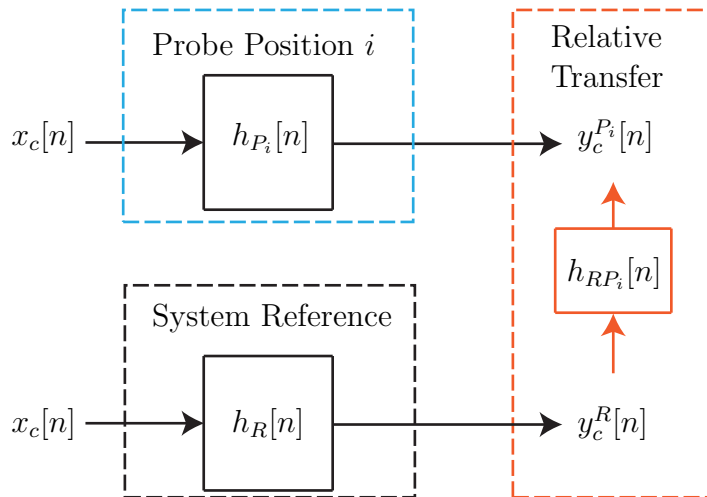 Probe Position i
Relative
Transfer
x_c[n]
h_{P_i}[n]
y_c^{P_i}[n]
h_{RP_i}[n]
System Reference
x_c[n]
h_R[n]
y_c^R[n]